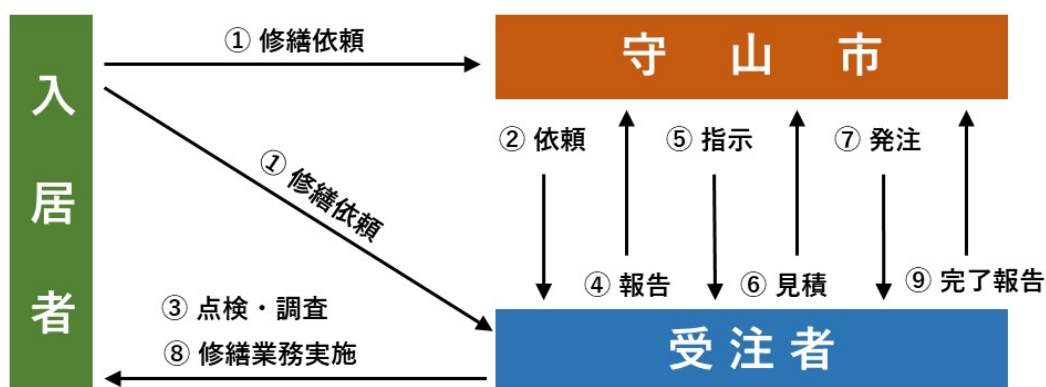 入居者
① 修繕依頼
守山市
② 依頼
⑤ 指示
⑦ 発注
① 修繕依頼
④ 報告
⑥ 見積
⑨ 完了報告
③ 点検・調査
⑧ 修繕業務実施
受注者